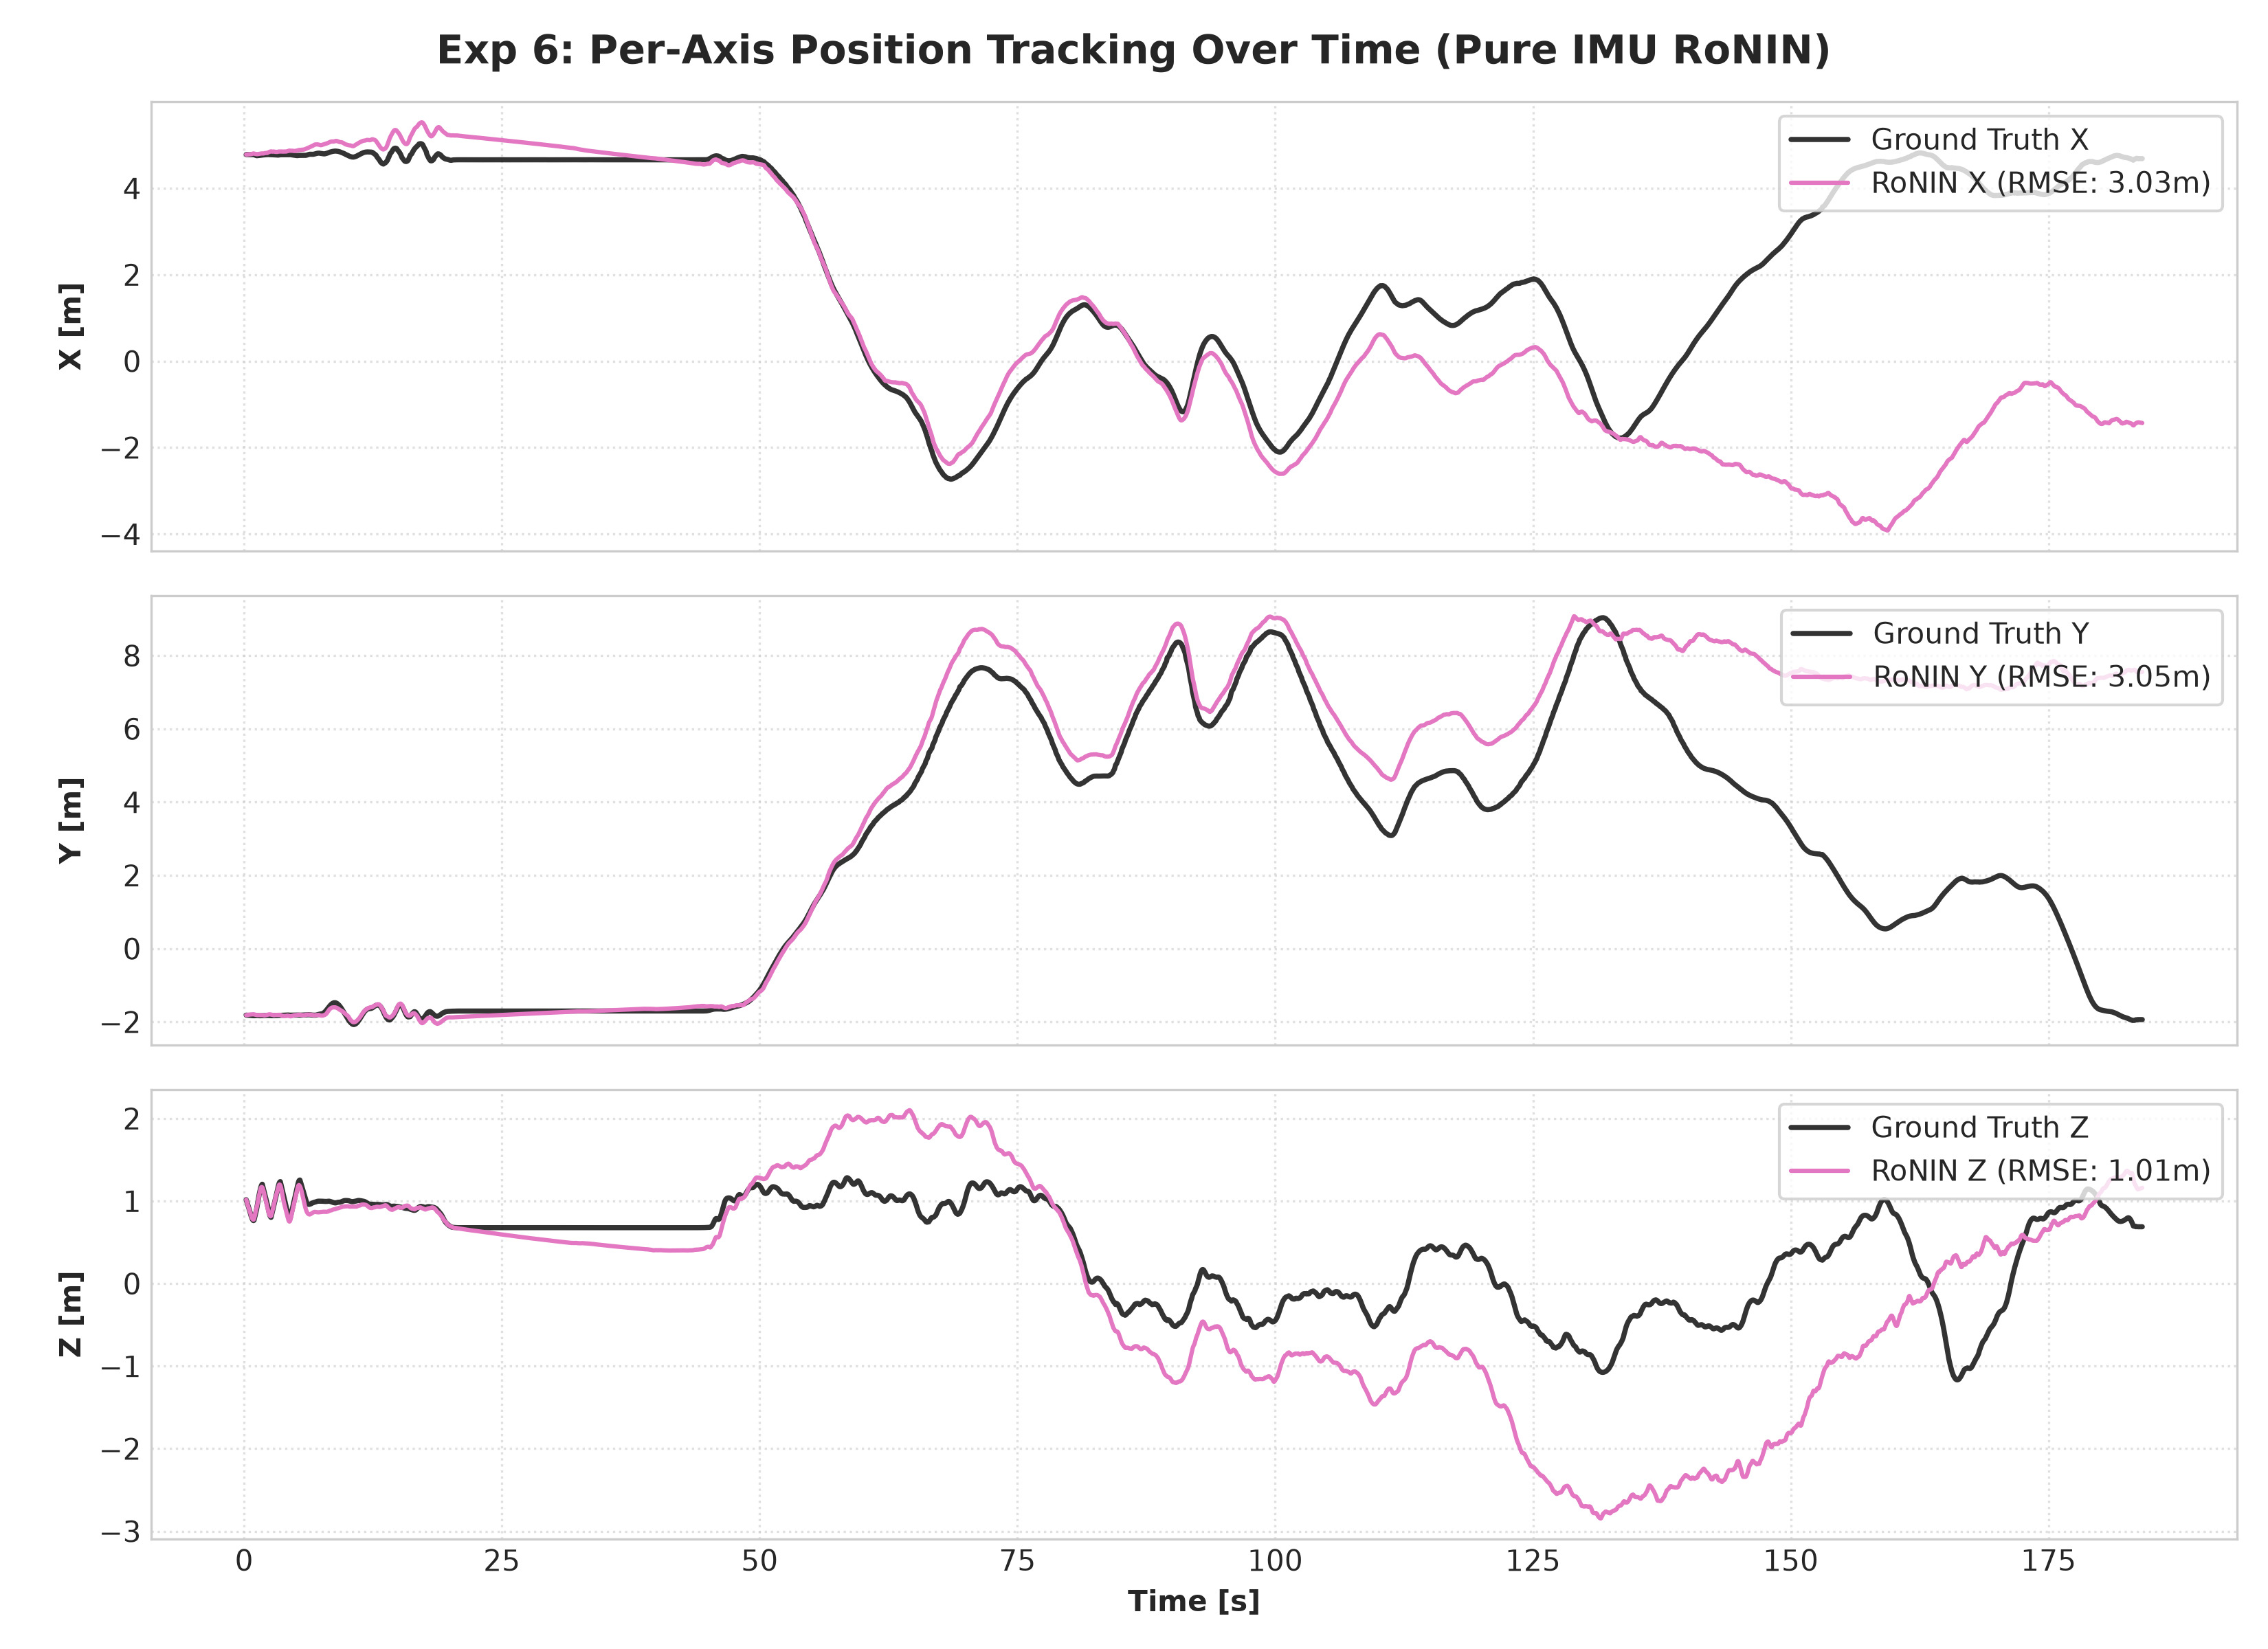 Exp 6: Per-Axis Position Tracking Over Time (Pure IMU RoNIN)
X [m]
4
2
0
−2
−4
Ground Truth X
RoNIN X (RMSE: 3.03m)
Y [m]
8
6
4
2
0
−2
Ground Truth Y
RoNIN Y (RMSE: 3.05m)
Z [m]
2
1
0
−1
−2
−3
Ground Truth Z
RoNIN Z (RMSE: 1.01m)
0 25 50 75 100 125 150 175
Time [s]